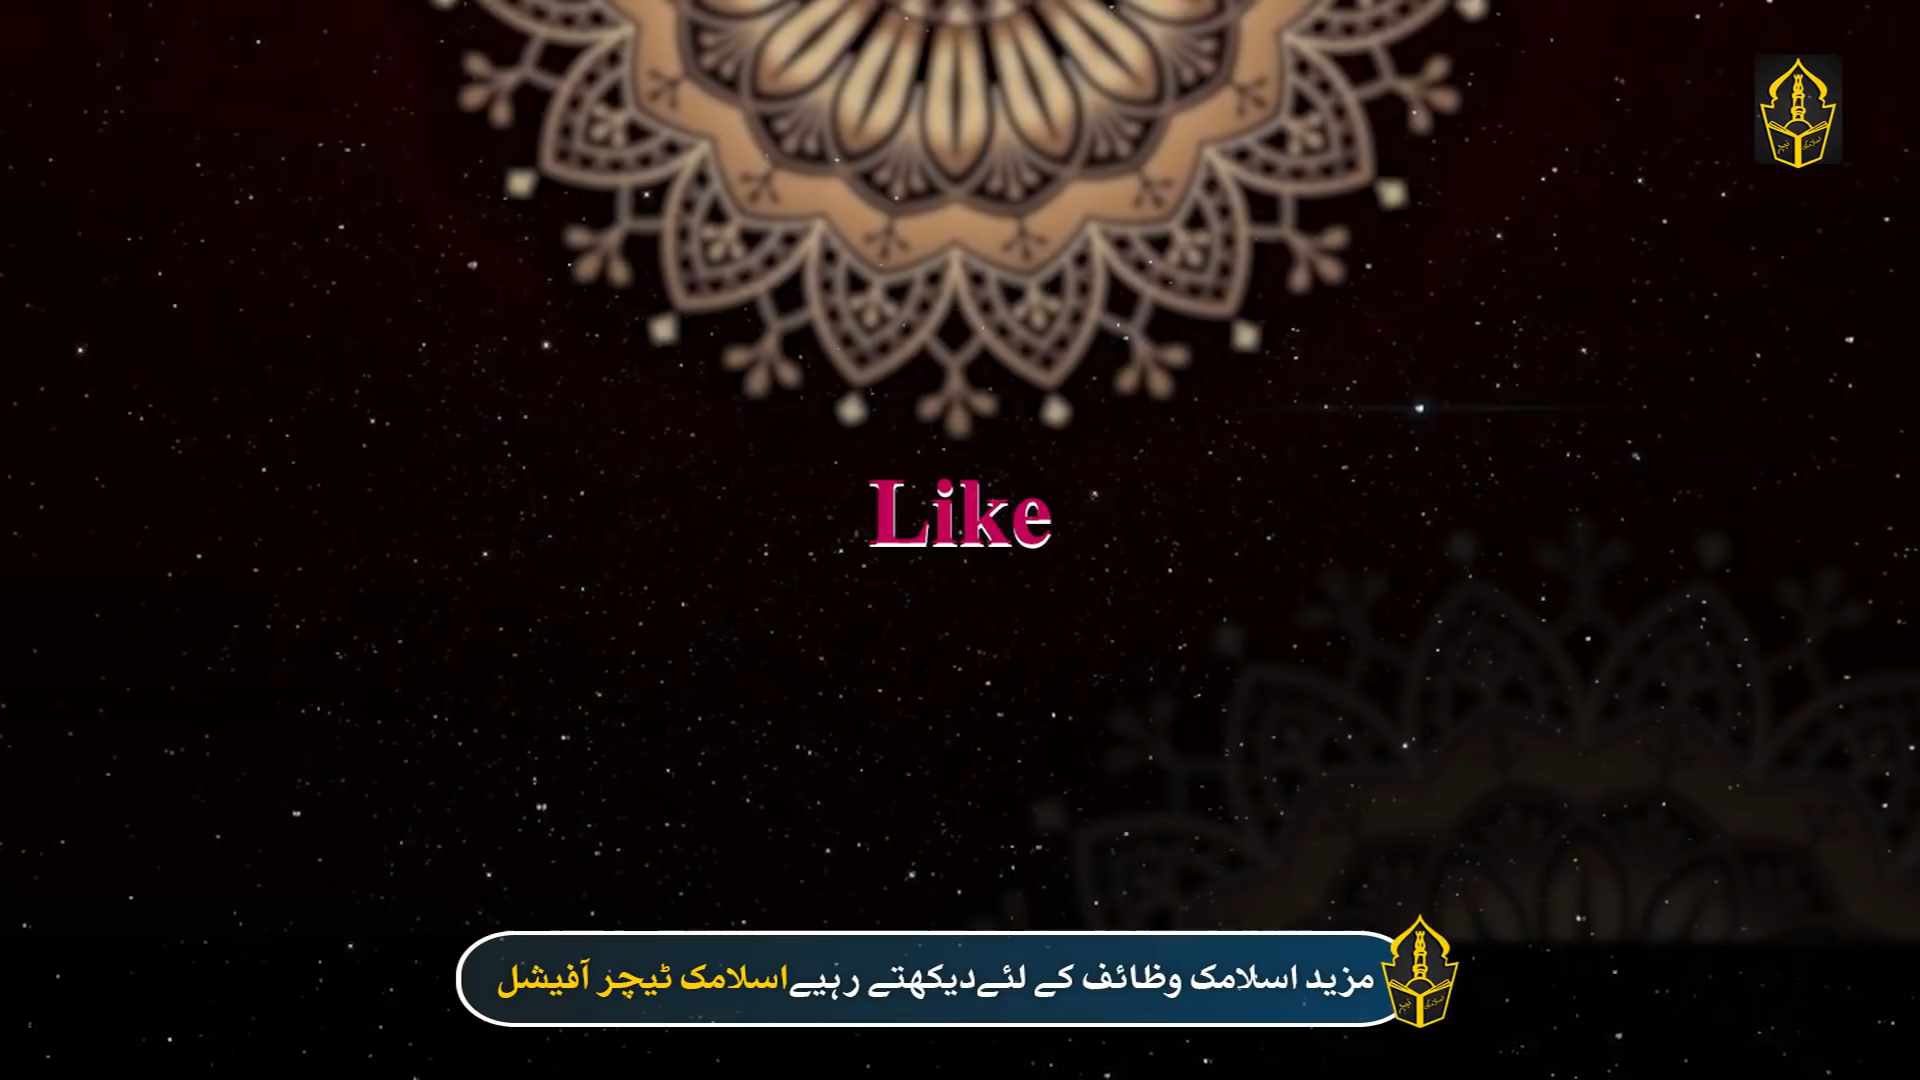 Like
مزید اسلامک وظائف کے لئے دیکھتے رہیے اسلامک ٹیچر آفیشل